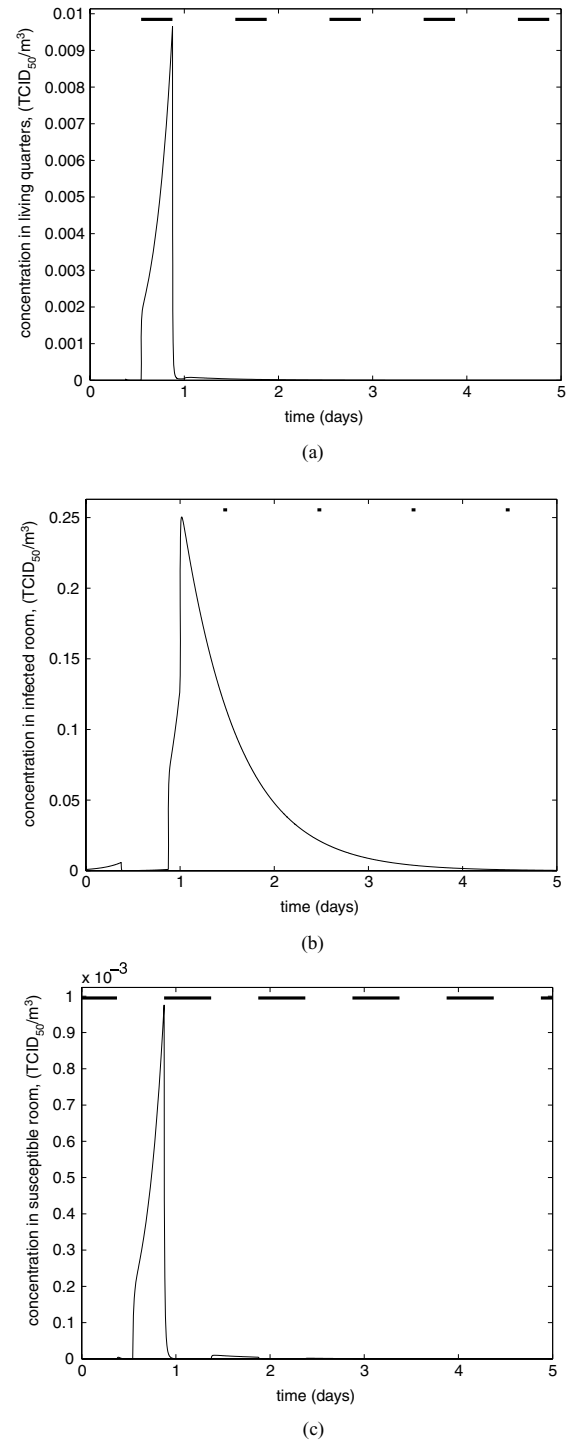 0.01
0.009
0.008
0.007
0.006
0.005
0.004
0.003
0.002
0.001
0
concentration in living quarters, (TCID50/m3)
0 1 2 3 4 5
time (days)
(a)
0.25
0.2
0.15
0.1
0.05
0
concentration in infected room, (TCID50/m3)
0 1 2 3 4 5
time (days)
(b)
x 10−3
1
0.9
0.8
0.7
0.6
0.5
0.4
0.3
0.2
0.1
0
concentration in susceptible room, (TCID50/m3)
0 1 2 3 4 5
time (days)
(c)